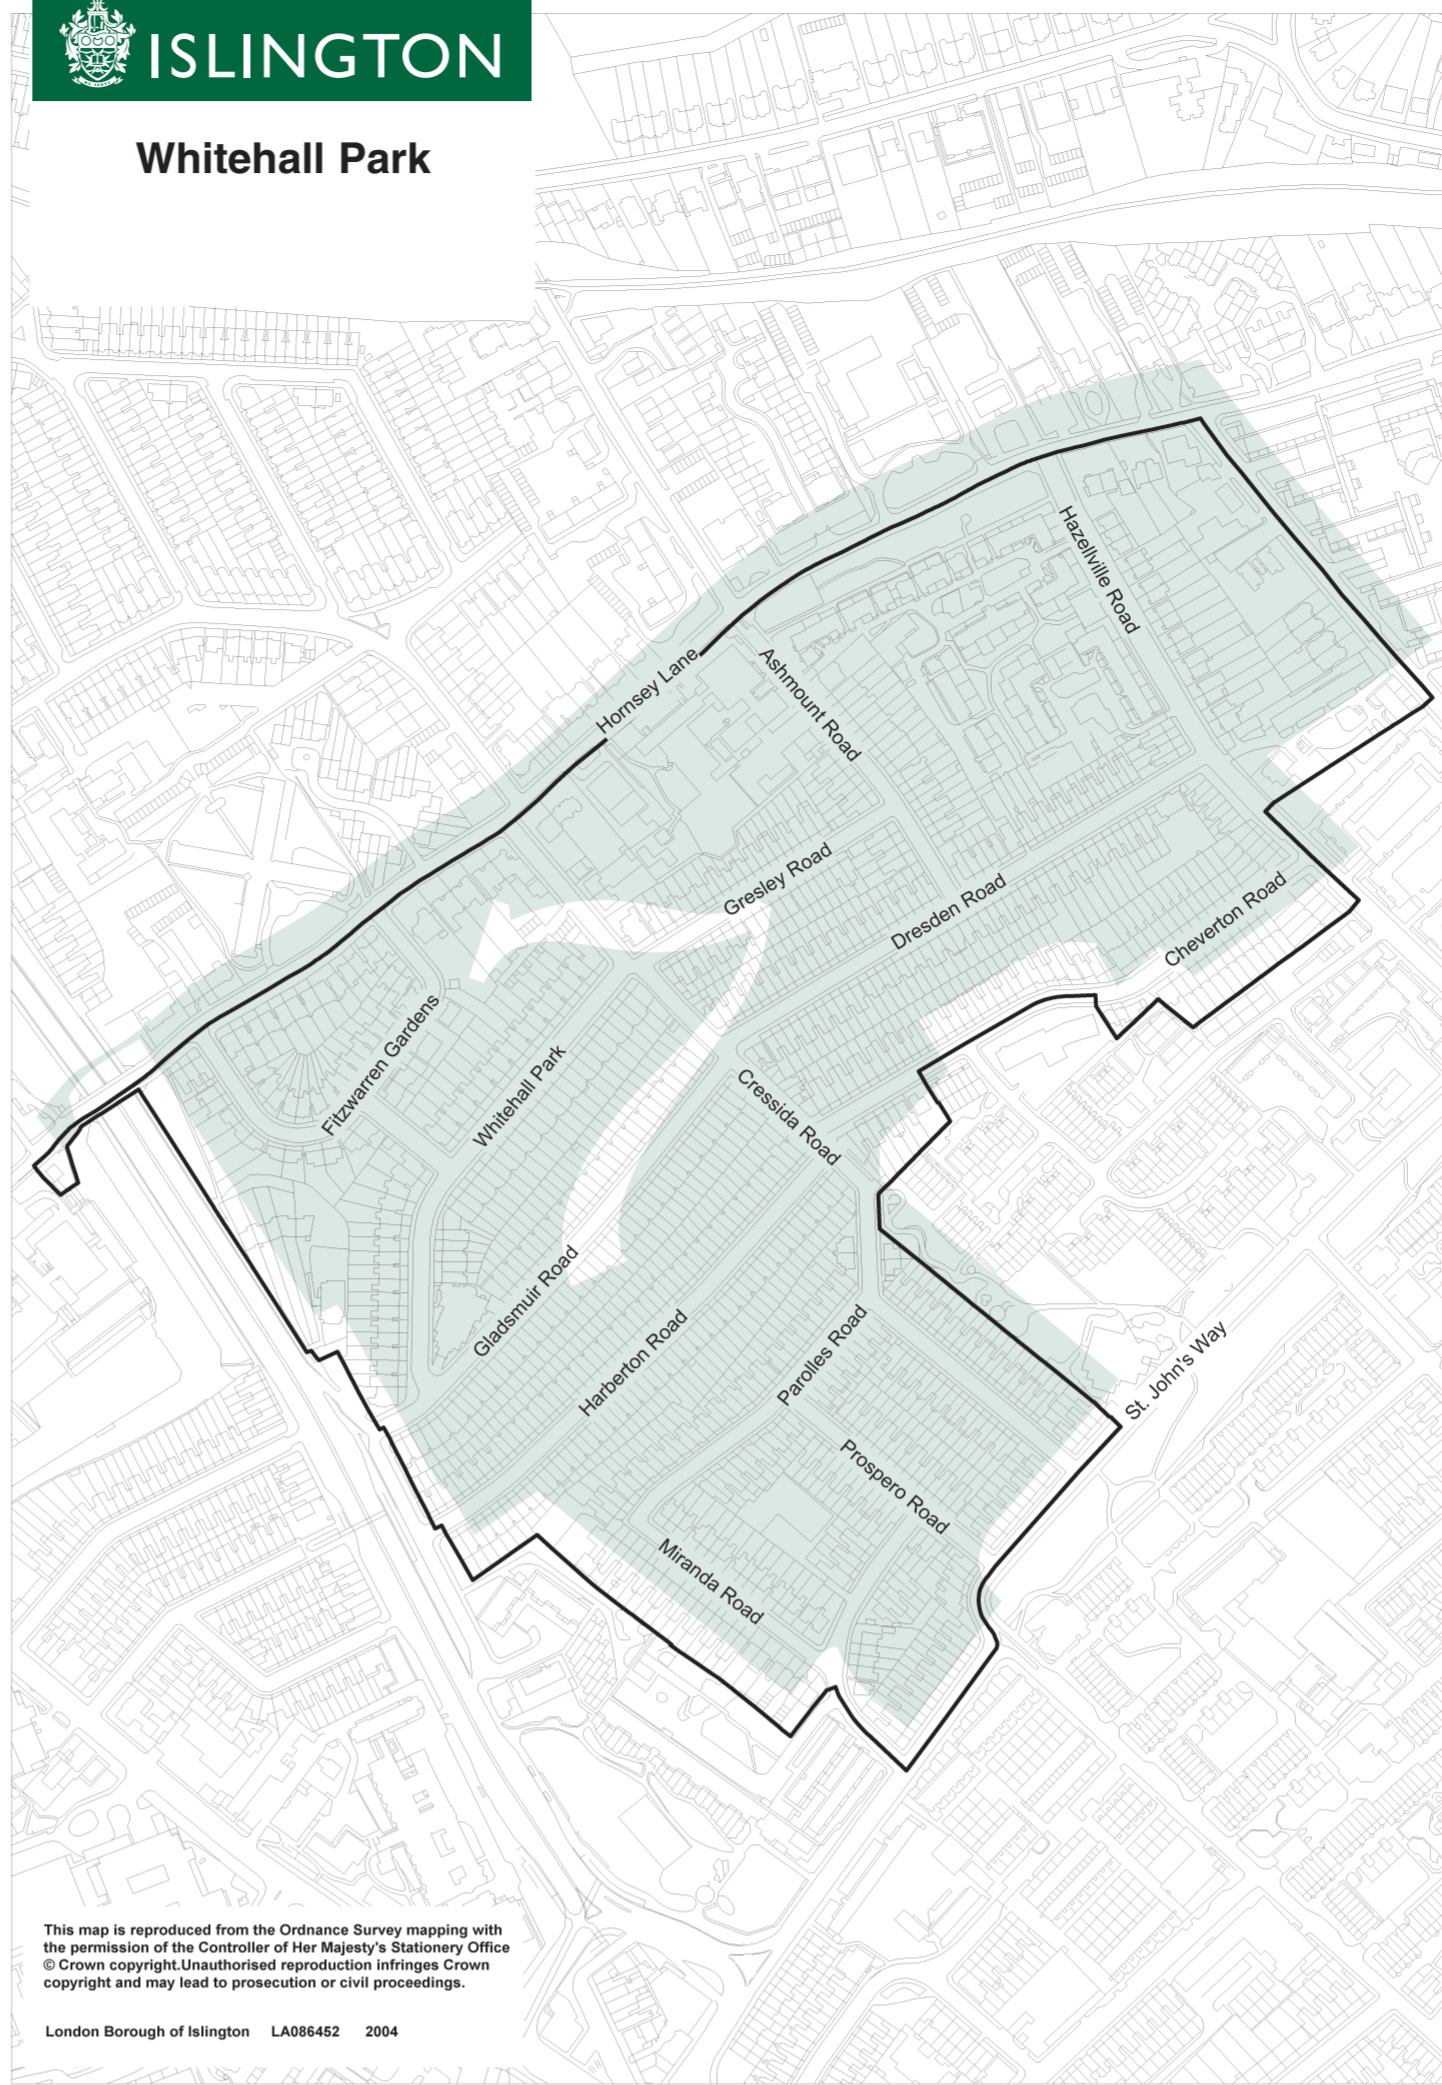 ISLINGTON
Whitehall Park
Hazellville Road
Hornsey Lane
Ashmount Road
Gresley Road
Dresden Road
Cheverton Road
7
Fitzwarren Gardens
Whitehall Park
Cressida Road
Gladsmuir Road
Harberton Road
Parolles Road
St. John's Way
Prospero Road
Miranda Road
This map is reproduced from the Ordnance Survey mapping with
the permission of the Controller of Her Majesty's Stationery Office
© Crown copyright.Unauthorised reproduction infringes Crown
copyright and may lead to prosecution or civil proceedings.
London Borough of Islington LA086452 2004